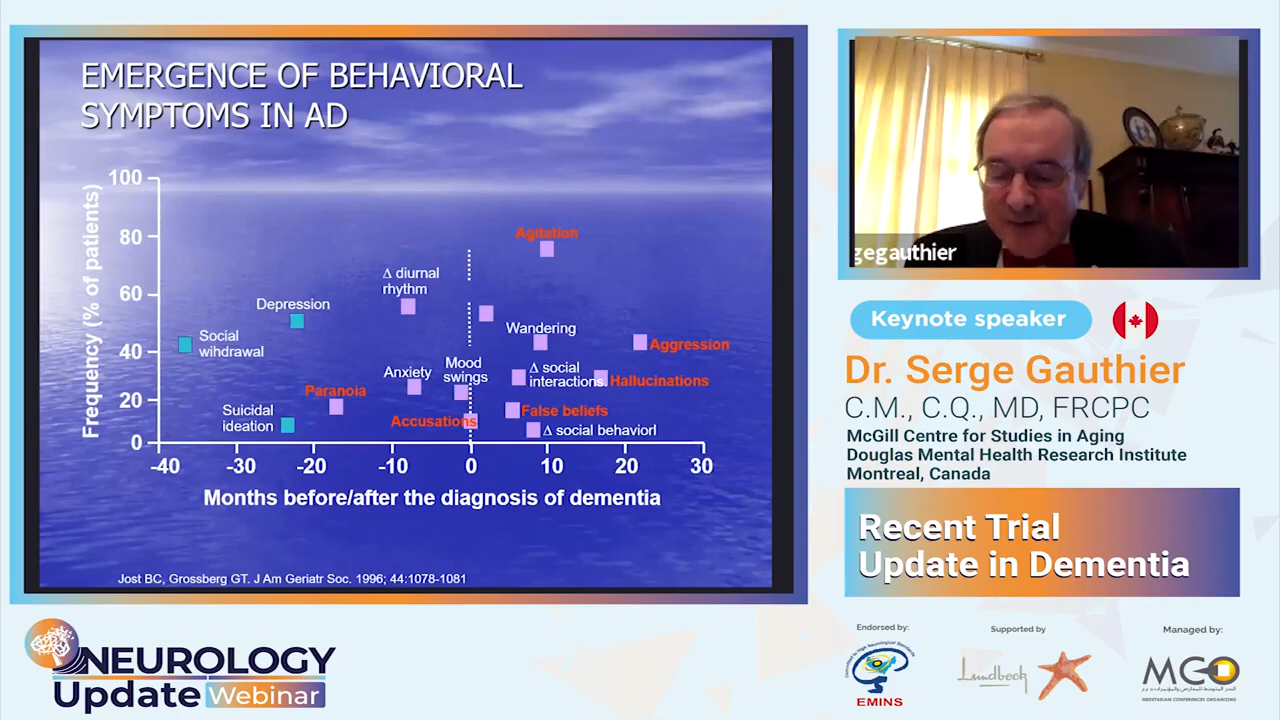 EMERGENCE OF BEHAVIORAL
SYMPTOMS IN AD
Frequency (% of patients)
100
80
60
40
20
0
Agitation
Δ diurnal
rhythm
Depression
Social
wihdrawal
Wandering
Aggression
Mood
swings
Anxiety
Δ social
interactions
Hallucinations
Paranoia
Suicidal
ideation
Accusations
False beliefs
Δ social behaviorl
-40
-30
-20
-10
0
10
20
30
Months before/after the diagnosis of dementia
Jost BC, Grossberg GT. J Am Geriatr Soc. 1996; 44:1078-1081
gegauthier
Keynote speaker
Dr. Serge Gauthier
C.M., C.Q., MD, FRCPC
McGill Centre for Studies in Aging
Douglas Mental Health Research Institute
Montreal, Canada
Recent Trial
Update in Dementia
NEUROLOGY
Update Webinar
Endorsed by:
EMINS
Supported by
Lundbeck
Managed by:
MCO
MEDETARIAN CONFERENCES ORGANIZING